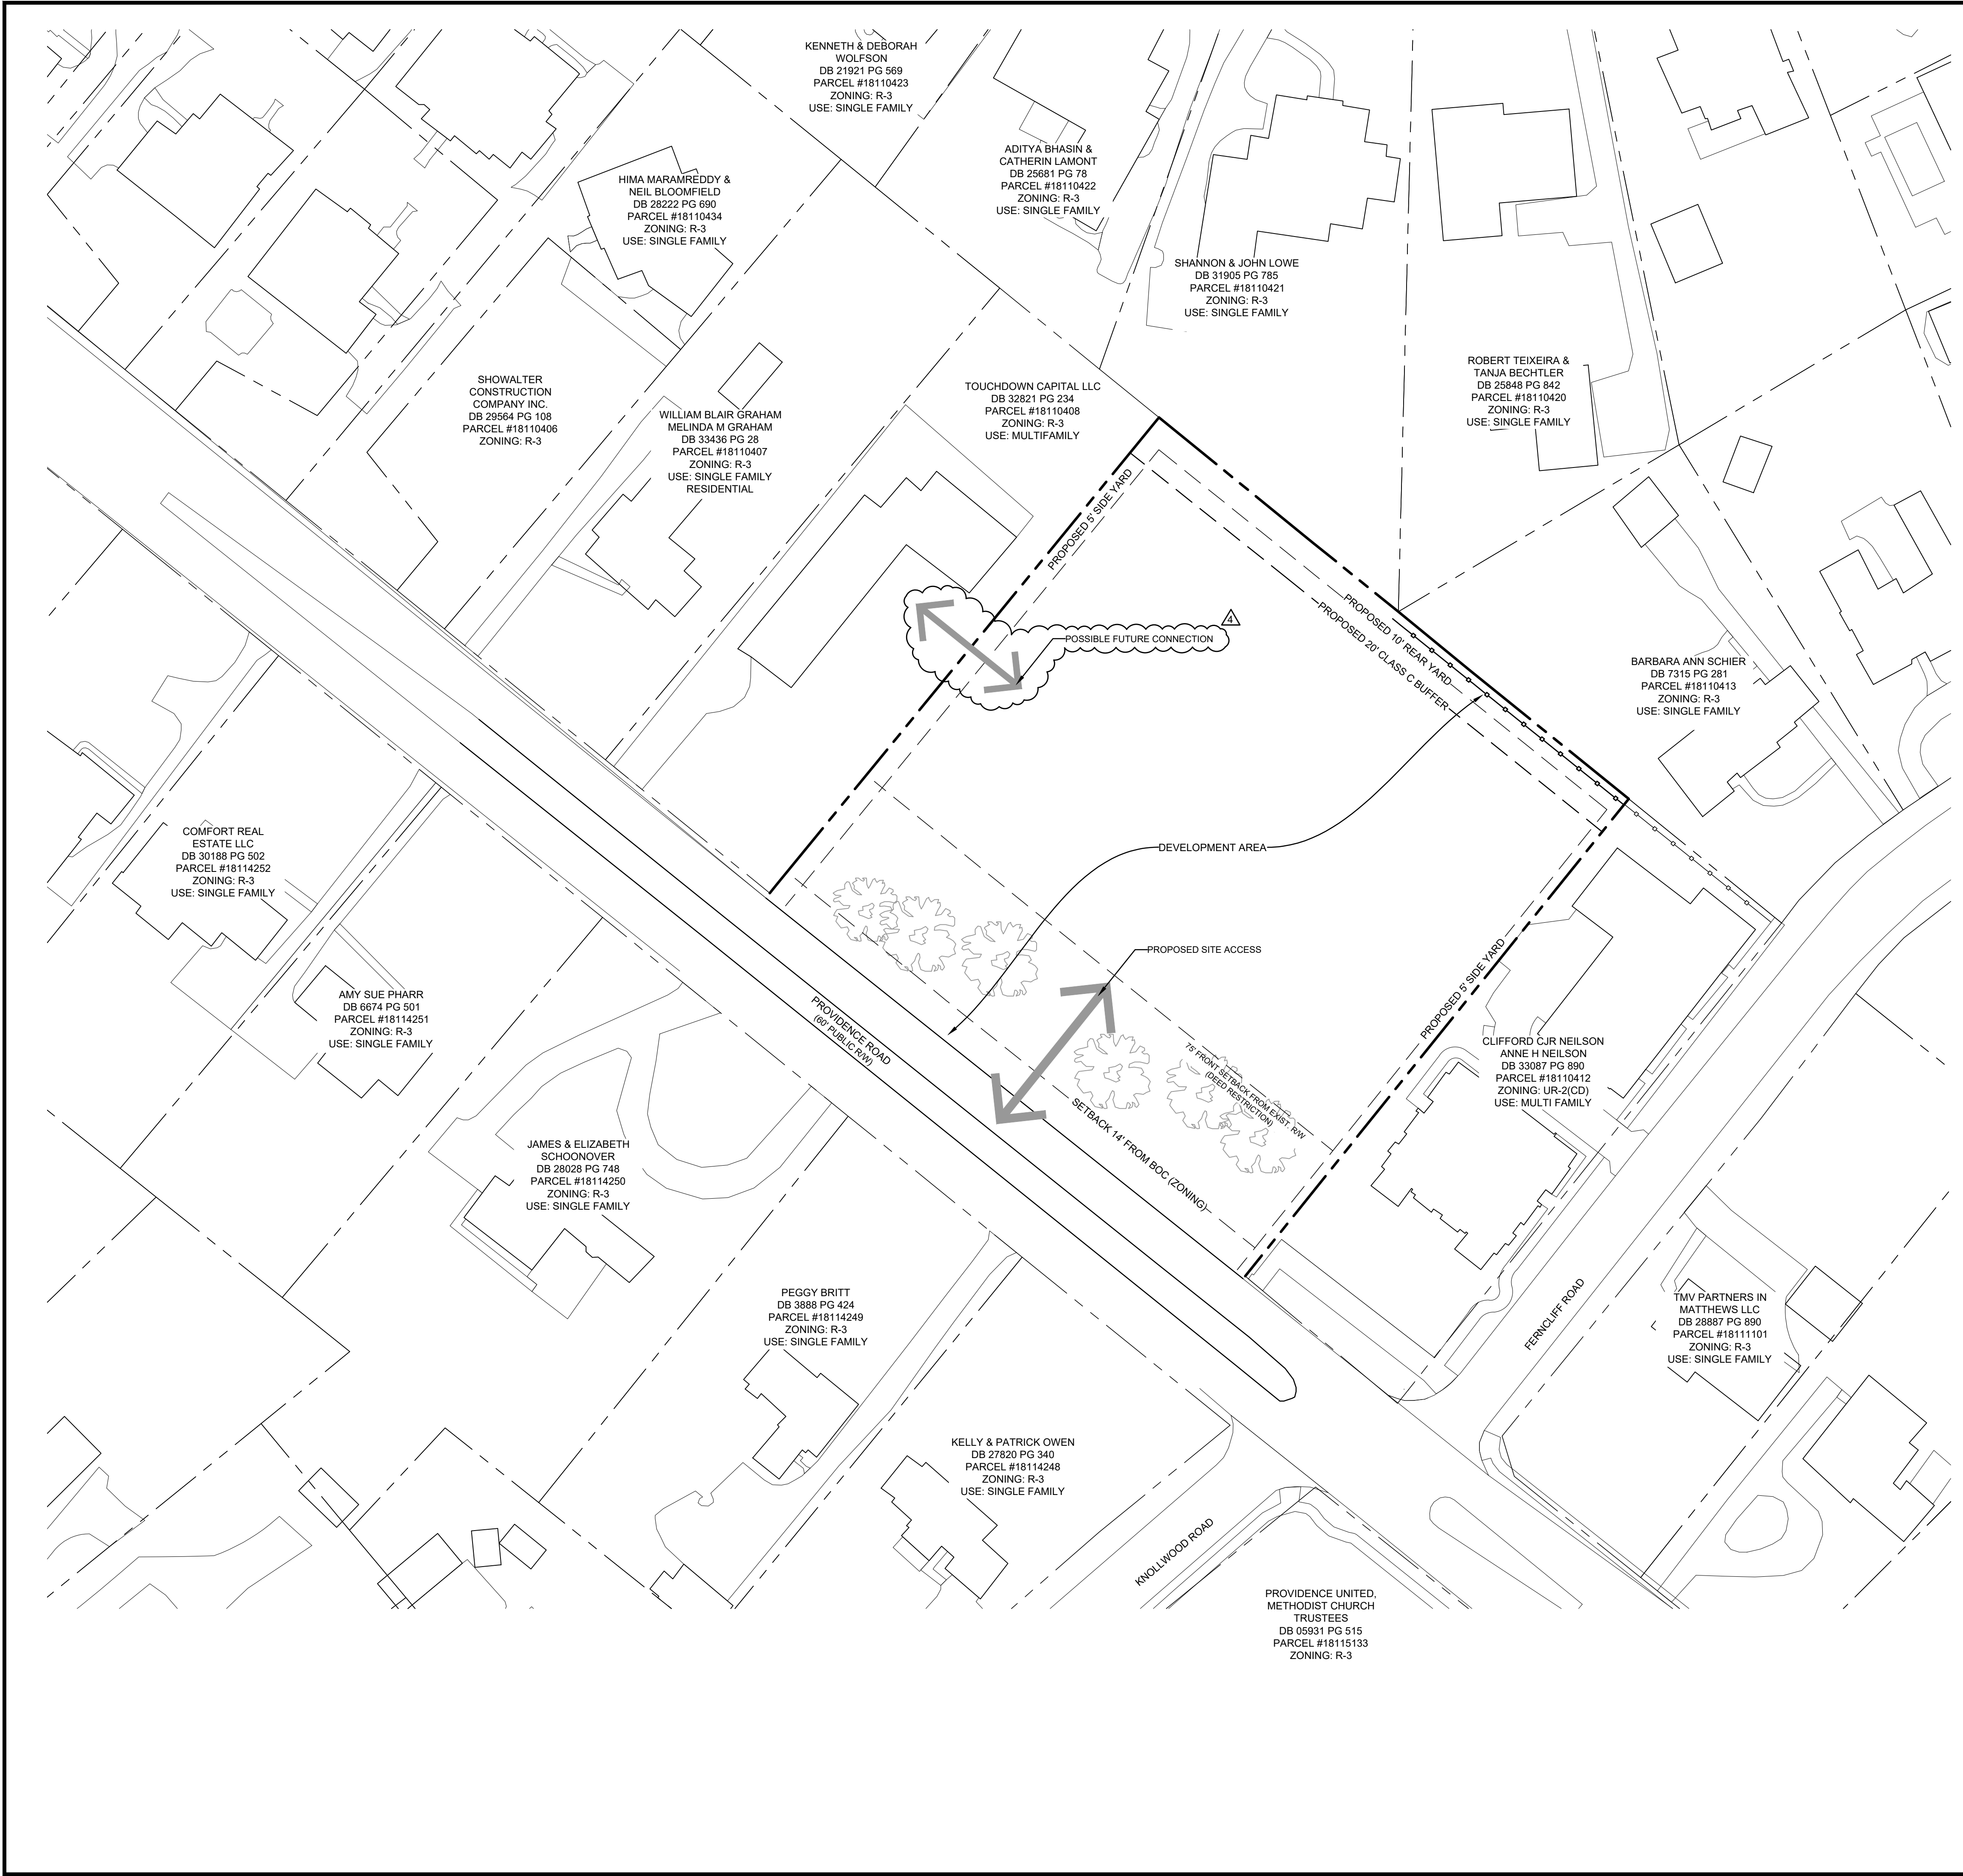 KENNETH & DEBORAH
WOLFSON
DB 21921 PG 569
PARCEL #18110423
ZONING: R-3
USE: SINGLE FAMILY
ADITYA BHASIN &
CATHERIN LAMONT
DB 25681 PG 78
PARCEL #18110422
ZONING: R-3
USE: SINGLE FAMILY
HIMA MARAMREDDY &
NEIL BLOOMFIELD
DB 28222 PG 690
PARCEL #18110434
ZONING: R-3
USE: SINGLE FAMILY
SHANNON & JOHN LOWE
DB 31905 PG 785
PARCEL #18110421
ZONING: R-3
USE: SINGLE FAMILY
ROBERT TEIXEIRA &
TANJA BECHTLER
DB 25848 PG 842
PARCEL #18110420
ZONING: R-3
USE: SINGLE FAMILY
SHOWALTER
CONSTRUCTION
COMPANY INC.
DB 29564 PG 108
PARCEL #18110406
ZONING: R-3
WILLIAM BLAIR GRAHAM
MELINDA M GRAHAM
DB 33436 PG 28
PARCEL #18110407
ZONING: R-3
USE: SINGLE FAMILY
RESIDENTIAL
TOUCHDOWN CAPITAL LLC
DB 32821 PG 234
PARCEL #18110408
ZONING: R-3
USE: MULTIFAMILY
PROPOSED 5' SIDE YARD
4
POSSIBLE FUTURE CONNECTION
PROPOSED 10' REAR YARD
PROPOSED 20' CLASS C BUFFER
BARBARA ANN SCHIER
DB 7315 PG 281
PARCEL #18110413
ZONING: R-3
USE: SINGLE FAMILY
COMFORT REAL
ESTATE LLC
DB 30188 PG 502
PARCEL #18114252
ZONING: R-3
USE: SINGLE FAMILY
DEVELOPMENT AREA
PROPOSED SITE ACCESS
PROPOSED 5' SIDE YARD
AMY SUE PHARR
DB 6674 PG 501
PARCEL #18114251
ZONING: R-3
USE: SINGLE FAMILY
PROVIDENCE ROAD
(60' PUBLIC R/W)
75' FRONT SETBACK FROM EXIST. R/W
(DEED RESTRICTION)
SETBACK 14' FROM BOC (ZONING)
CLIFFORD CJR NEILSON
ANNE H NEILSON
DB 33087 PG 890
PARCEL #18110412
ZONING: UR-2(CD)
USE: MULTI FAMILY
JAMES & ELIZABETH
SCHOONOVER
DB 28028 PG 748
PARCEL #18114250
ZONING: R-3
USE: SINGLE FAMILY
PEGGY BRITT
DB 3888 PG 424
PARCEL #18114249
ZONING: R-3
USE: SINGLE FAMILY
FERNCLIFF ROAD
TMV PARTNERS IN
MATTHEWS LLC
DB 28887 PG 890
PARCEL #18111101
ZONING: R-3
USE: SINGLE FAMILY
KELLY & PATRICK OWEN
DB 27820 PG 340
PARCEL #18114248
ZONING: R-3
USE: SINGLE FAMILY
KNOLLWOOD ROAD
PROVIDENCE UNITED,
METHODIST CHURCH
TRUSTEES
DB 05931 PG 515
PARCEL #18115133
ZONING: R-3